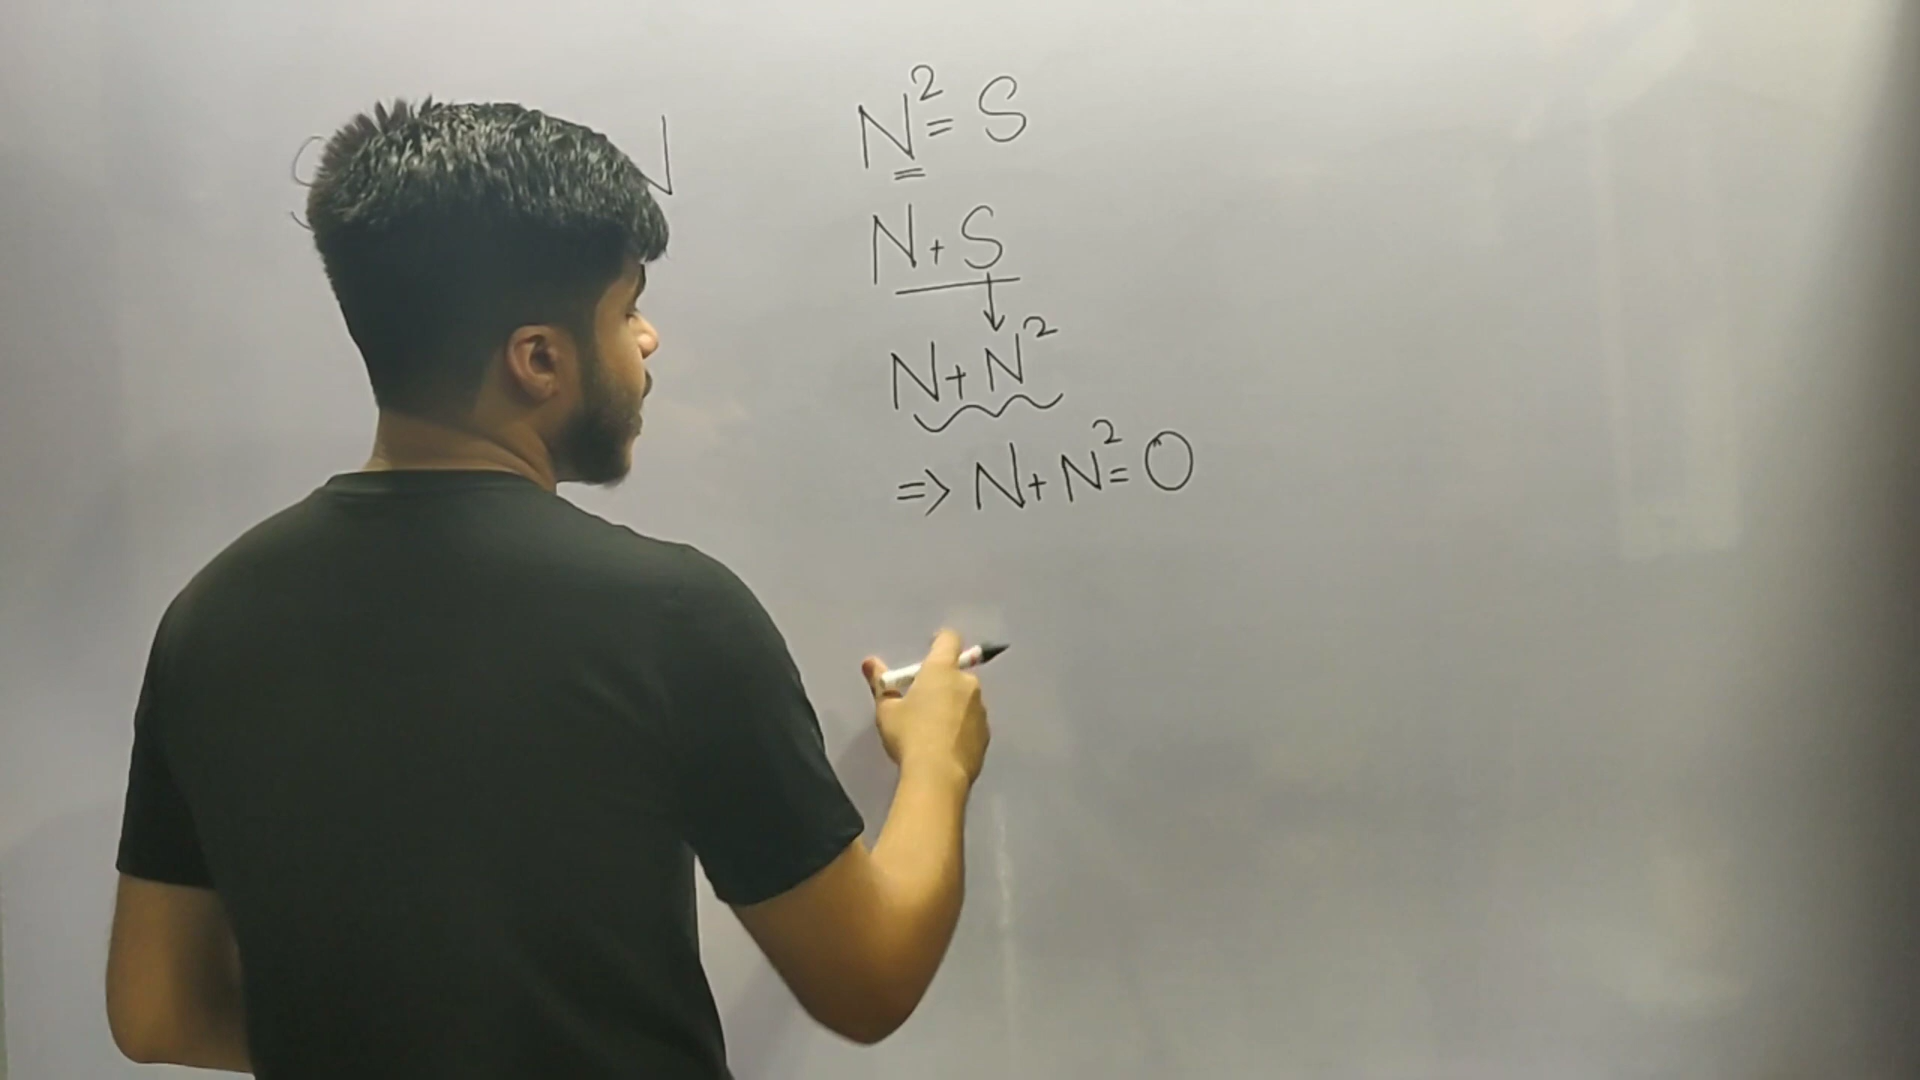 N
N² = S
N + S
↓
N + N²
=> N + N² = O